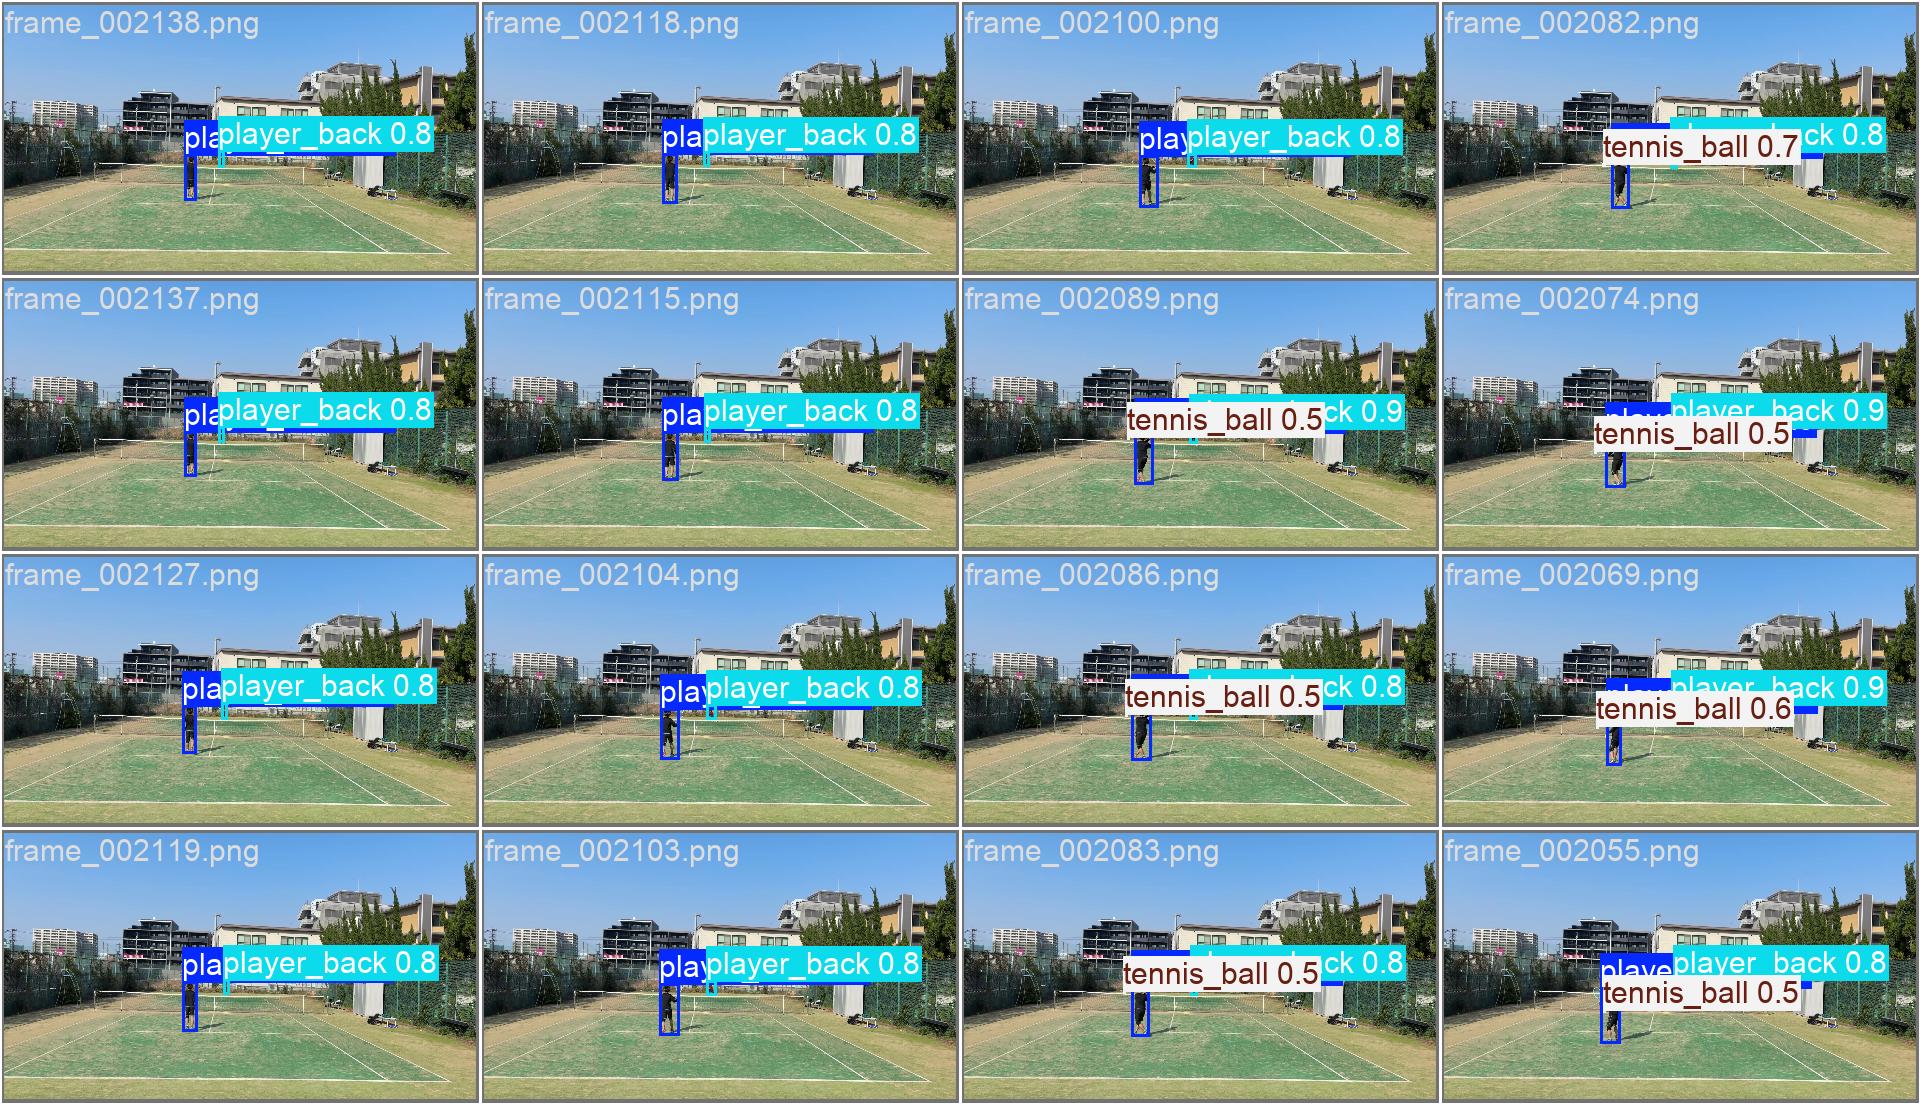 frame_002138.png
pla
player_back 0.8
frame_002118.png
pla
player_back 0.8
frame_002100.png
play
player_back 0.8
frame_002082.png
ck 0.8
tennis_ball 0.7
frame_002137.png
pla
player_back 0.8
frame_002115.png
pla
player_back 0.8
frame_002089.png
ck 0.9
tennis_ball 0.5
frame_002074.png
player_back 0.9
tennis_ball 0.5
frame_002127.png
pla
player_back 0.8
frame_002104.png
play
player_back 0.8
frame_002086.png
ck 0.8
tennis_ball 0.5
frame_002069.png
player_back 0.9
tennis_ball 0.6
frame_002119.png
pla
player_back 0.8
frame_002103.png
play
player_back 0.8
frame_002083.png
ck 0.8
tennis_ball 0.5
frame_002055.png
playe
player_back 0.8
tennis_ball 0.5